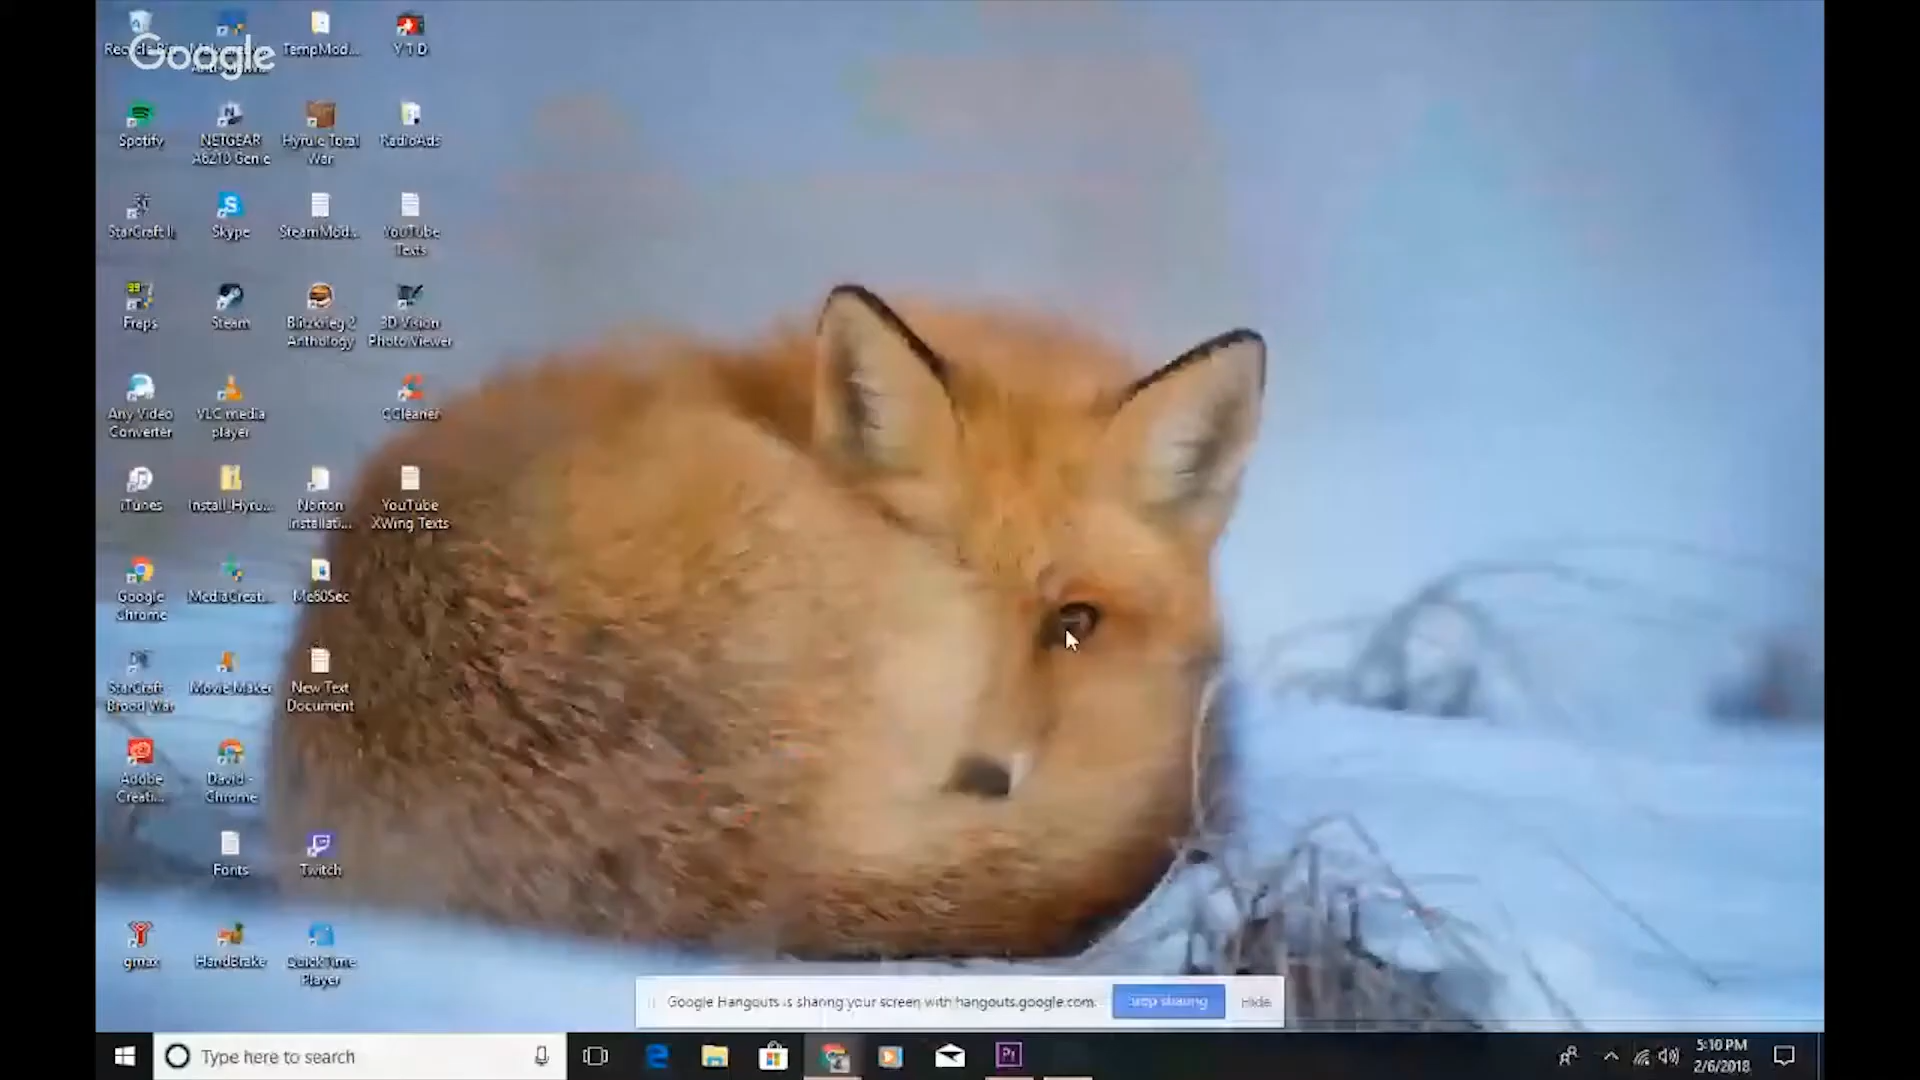 Google
Recycle Bin
TempMod...
Y 1 D
Spotify
NETGEAR
A6210 Genie
Hyrule Total
War
RadioAds
StarCraft II
Skype
SteamMod...
YouTube
Texts
Fraps
Steam
Blitzkrieg 2
Anthology
3D Vision
Photo Viewer
Any Video
Converter
VLC media
player
CCleaner
iTunes
Install_Hyru...
Norton
Installati...
YouTube
XWing Texts
Google
Chrome
MediaCreat...
Me60Sec
StarCraft -
Brood War
Movie Maker
New Text
Document
Adobe
Creati...
David -
Chrome
Fonts
Twitch
gmax
HandBrake
QuickTime
Player
Google Hangouts is sharing your screen with hangouts.google.com.
Stop sharing
Hide
Type here to search
Pr
5:10 PM
2/6/2018